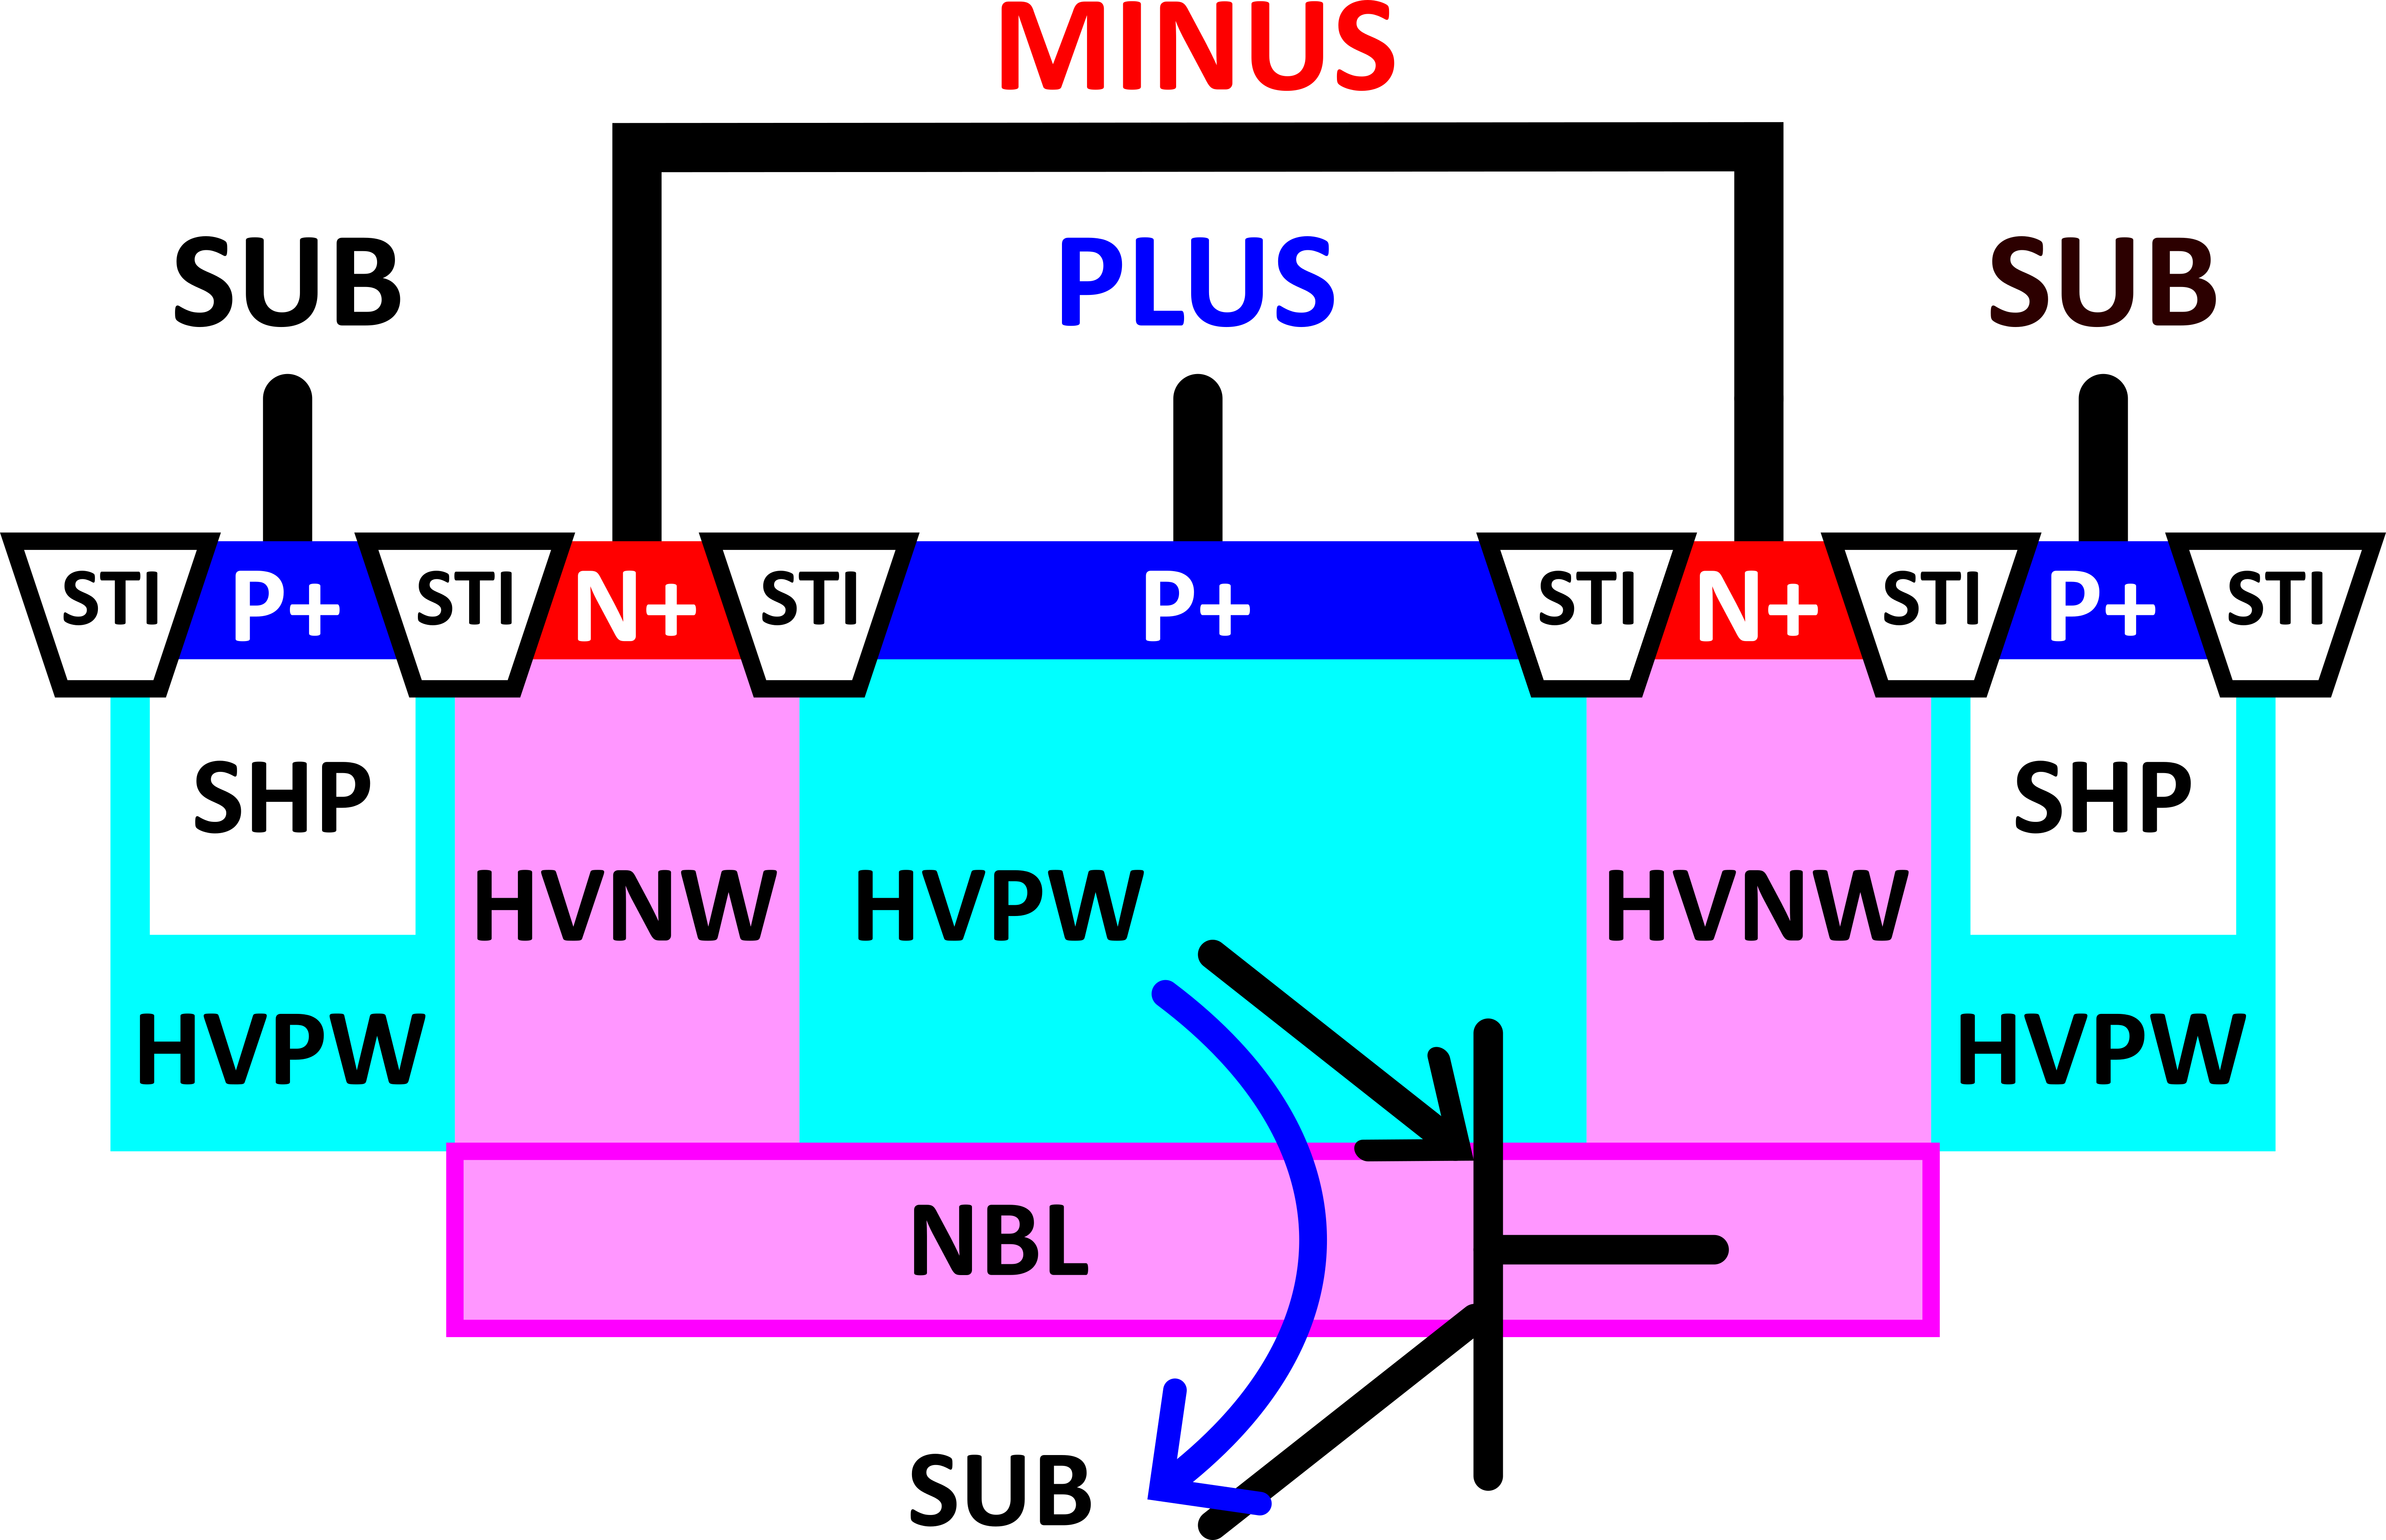 MINUS
SUB PLUS SUB
STI P+ STI N+ STI P+ STI N+ STI P+ STI
SHP SHP
HVNW HVPW HVNW
HVPW HVPW
NBL
SUB